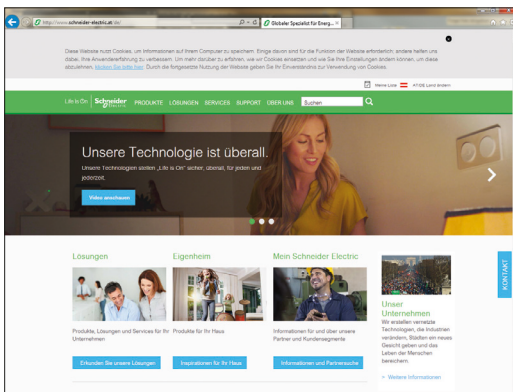 http://www.schneider-electric.at/de/
Globaler Spezialist für Energ...
Diese Website nutzt Cookies, um Informationen auf Ihrem Computer zu speichern. Einige davon sind für die Funktion der Website erforderlich; andere helfen uns
dabei, Ihre Anwendererfahrung zu verbessern. Um mehr darüber zu erfahren, wie wir Cookies einsetzen und wie Sie Ihre Einstellungen ändern können, um diese
abzulehnen, klicken Sie bitte hier. Durch die fortgesetzte Nutzung der Website geben Sie Ihr Einverständnis zur Verwendung von Cookies.
Meine Liste AT/DE Land ändern
Life Is On Schneider Electric PRODUKTE LÖSUNGEN SERVICES SUPPORT ÜBER UNS Suchen
Unsere Technologie ist überall.
Unsere Technologien stellen „Life is On" sicher, überall, für jeden und
jederzeit.
Video anschauen
KONTAKT
Lösungen
Produkte, Lösungen und Services für Ihr
Unternehmen
Erkunden Sie unsere Lösungen
Eigenheim
Produkte für Ihr Haus
Inspirationen für Ihr Haus
Mein Schneider Electric
Informationen für und über unsere
Partner und Kundensegmente
Informationen und Partnersuche
Unser
Unternehmen
Wir erstellen vernetzte
Technologien, die Industrien
verändern, Städten ein neues
Gesicht geben und das
Leben der Menschen
bereichern.
> Weitere Informationen